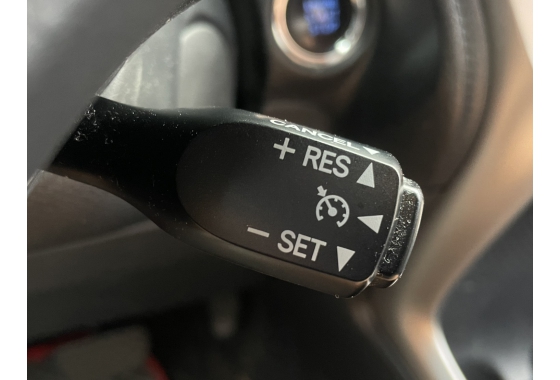 CANCEL
+ RES
- SET